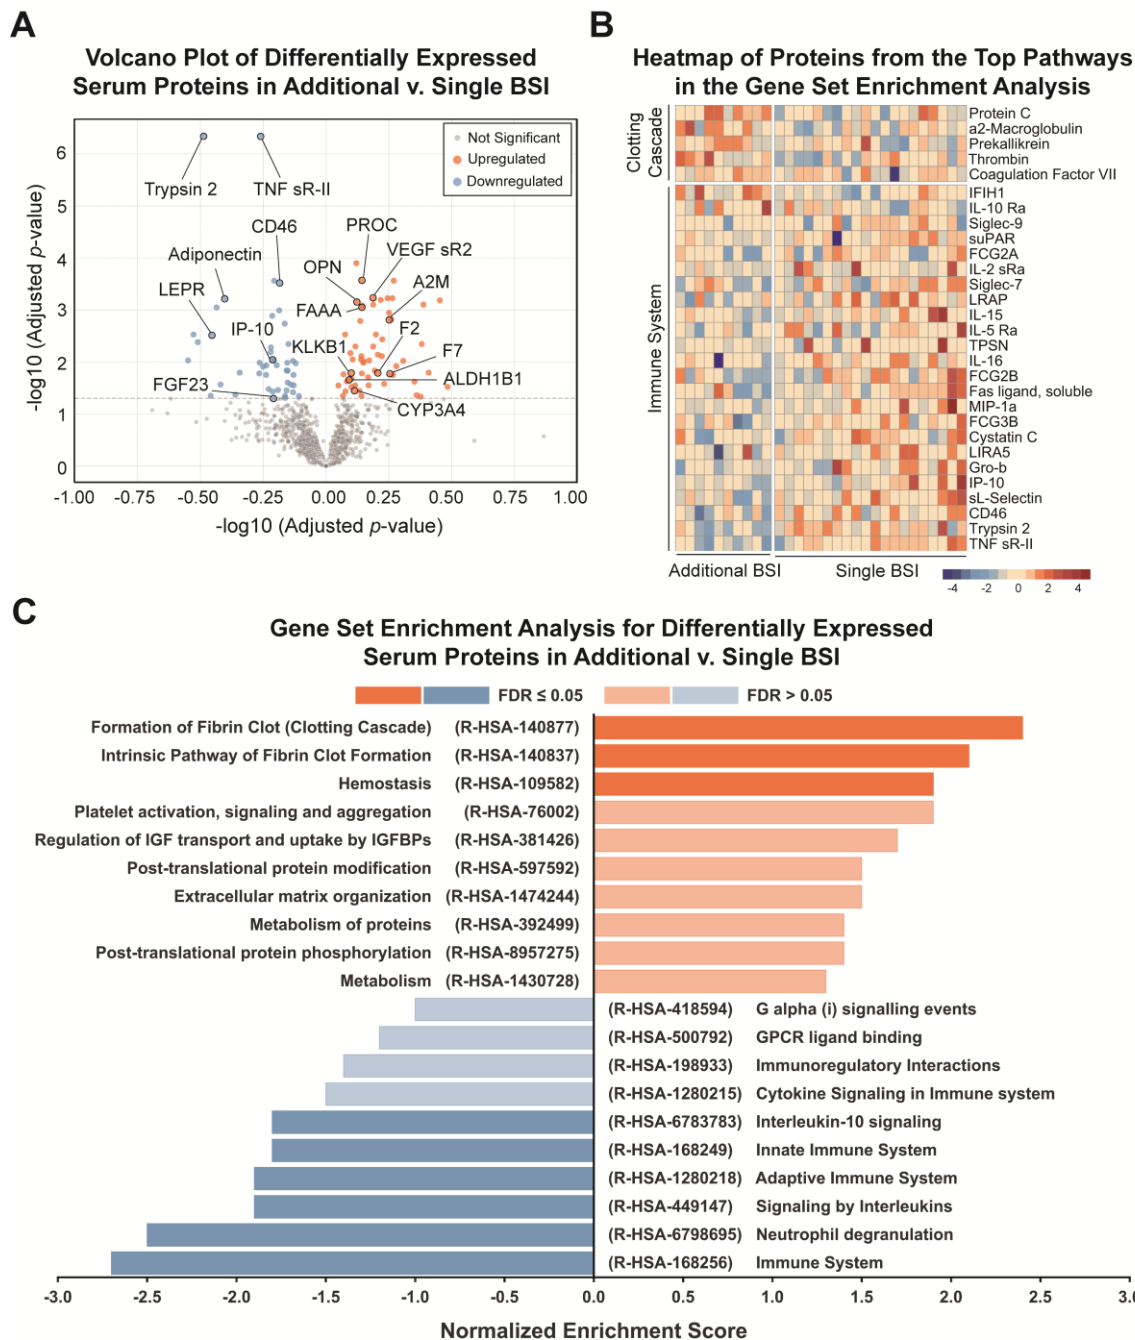 A
Volcano Plot of Differentially Expressed
Serum Proteins in Additional v. Single BSI
Not Significant
Upregulated
Downregulated
Trypsin 2
TNF sR-II
CD46
PROC
Adiponectin
VEGF sR2
OPN
LEPR
A2M
FAAA
IP-10
F2
KLKB1
F7
FGF23
ALDH1B1
CYP3A4
6
5
4
3
2
1
0
-log10 (Adjusted p-value)
-1.00 -0.75 -0.50 -0.25 0.00 0.25 0.50 0.75 1.00
-log10 (Adjusted p-value)
B
Heatmap of Proteins from the Top Pathways
in the Gene Set Enrichment Analysis
Clotting
Cascade
Protein C
a2-Macroglobulin
Prekallikrein
Thrombin
Coagulation Factor VII
Immune System
IFIH1
IL-10 Ra
Siglec-9
suPAR
FCG2A
IL-2 sRa
Siglec-7
LRAP
IL-15
IL-5 Ra
TPSN
IL-16
FCG2B
Fas ligand, soluble
MIP-1a
FCG3B
Cystatin C
LIRA5
Gro-b
IP-10
sL-Selectin
CD46
Trypsin 2
TNF sR-II
Additional BSI Single BSI
-4 -2 0 2 4
C
Gene Set Enrichment Analysis for Differentially Expressed
Serum Proteins in Additional v. Single BSI
FDR ≤ 0.05 FDR > 0.05
Formation of Fibrin Clot (Clotting Cascade) (R-HSA-140877)
Intrinsic Pathway of Fibrin Clot Formation (R-HSA-140837)
Hemostasis (R-HSA-109582)
Platelet activation, signaling and aggregation (R-HSA-76002)
Regulation of IGF transport and uptake by IGFBPs (R-HSA-381426)
Post-translational protein modification (R-HSA-597592)
Extracellular matrix organization (R-HSA-1474244)
Metabolism of proteins (R-HSA-392499)
Post-translational protein phosphorylation (R-HSA-8957275)
Metabolism (R-HSA-1430728)
(R-HSA-418594) G alpha (i) signalling events
(R-HSA-500792) GPCR ligand binding
(R-HSA-198933) Immunoregulatory Interactions
(R-HSA-1280215) Cytokine Signaling in Immune system
(R-HSA-6783783) Interleukin-10 signaling
(R-HSA-168249) Innate Immune System
(R-HSA-1280218) Adaptive Immune System
(R-HSA-449147) Signaling by Interleukins
(R-HSA-6798695) Neutrophil degranulation
(R-HSA-168256) Immune System
-3.0 -2.5 -2.0 -1.5 -1.0 -0.5 0.0 0.5 1.0 1.5 2.0 2.5 3.0
Normalized Enrichment Score